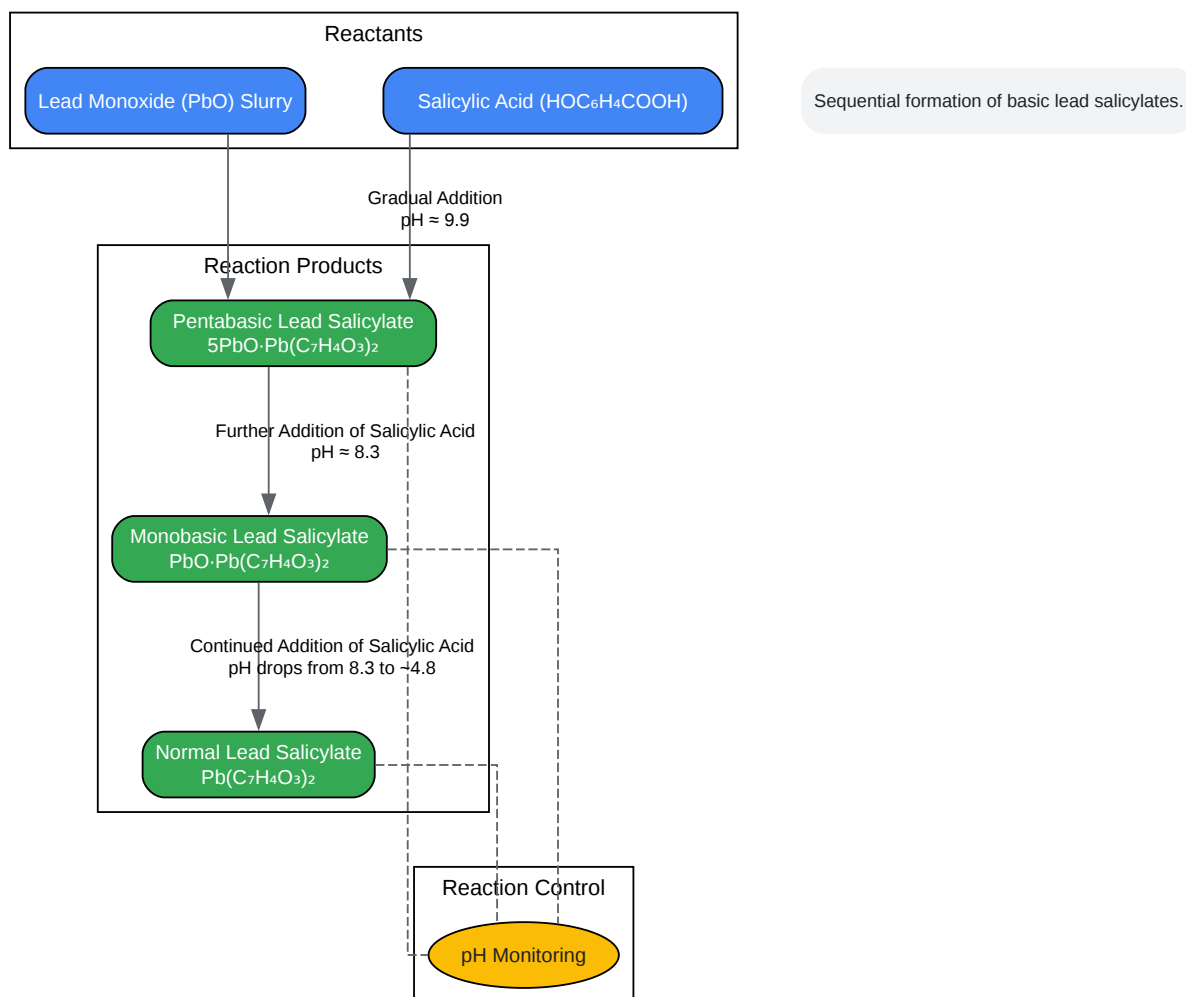 Reactants
Lead Monoxide (PbO) Slurry
Salicylic Acid (HOC₆H₄COOH)
Sequential formation of basic lead salicylates.
Gradual Addition
pH ≈ 9.9
Reaction Products
Pentabasic Lead Salicylate
5PbO·Pb(C₇H₄O₃)₂
Further Addition of Salicylic Acid
pH ≈ 8.3
Monobasic Lead Salicylate
PbO·Pb(C₇H₄O₃)₂
Continued Addition of Salicylic Acid
pH drops from 8.3 to ~4.8
Normal Lead Salicylate
Pb(C₇H₄O₃)₂
Reaction Control
pH Monitoring